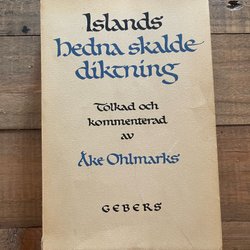 Islands
hedna skalde
diktning
Tolkad och
kommenterad
av
Åke Ohlmarks
GEBERS